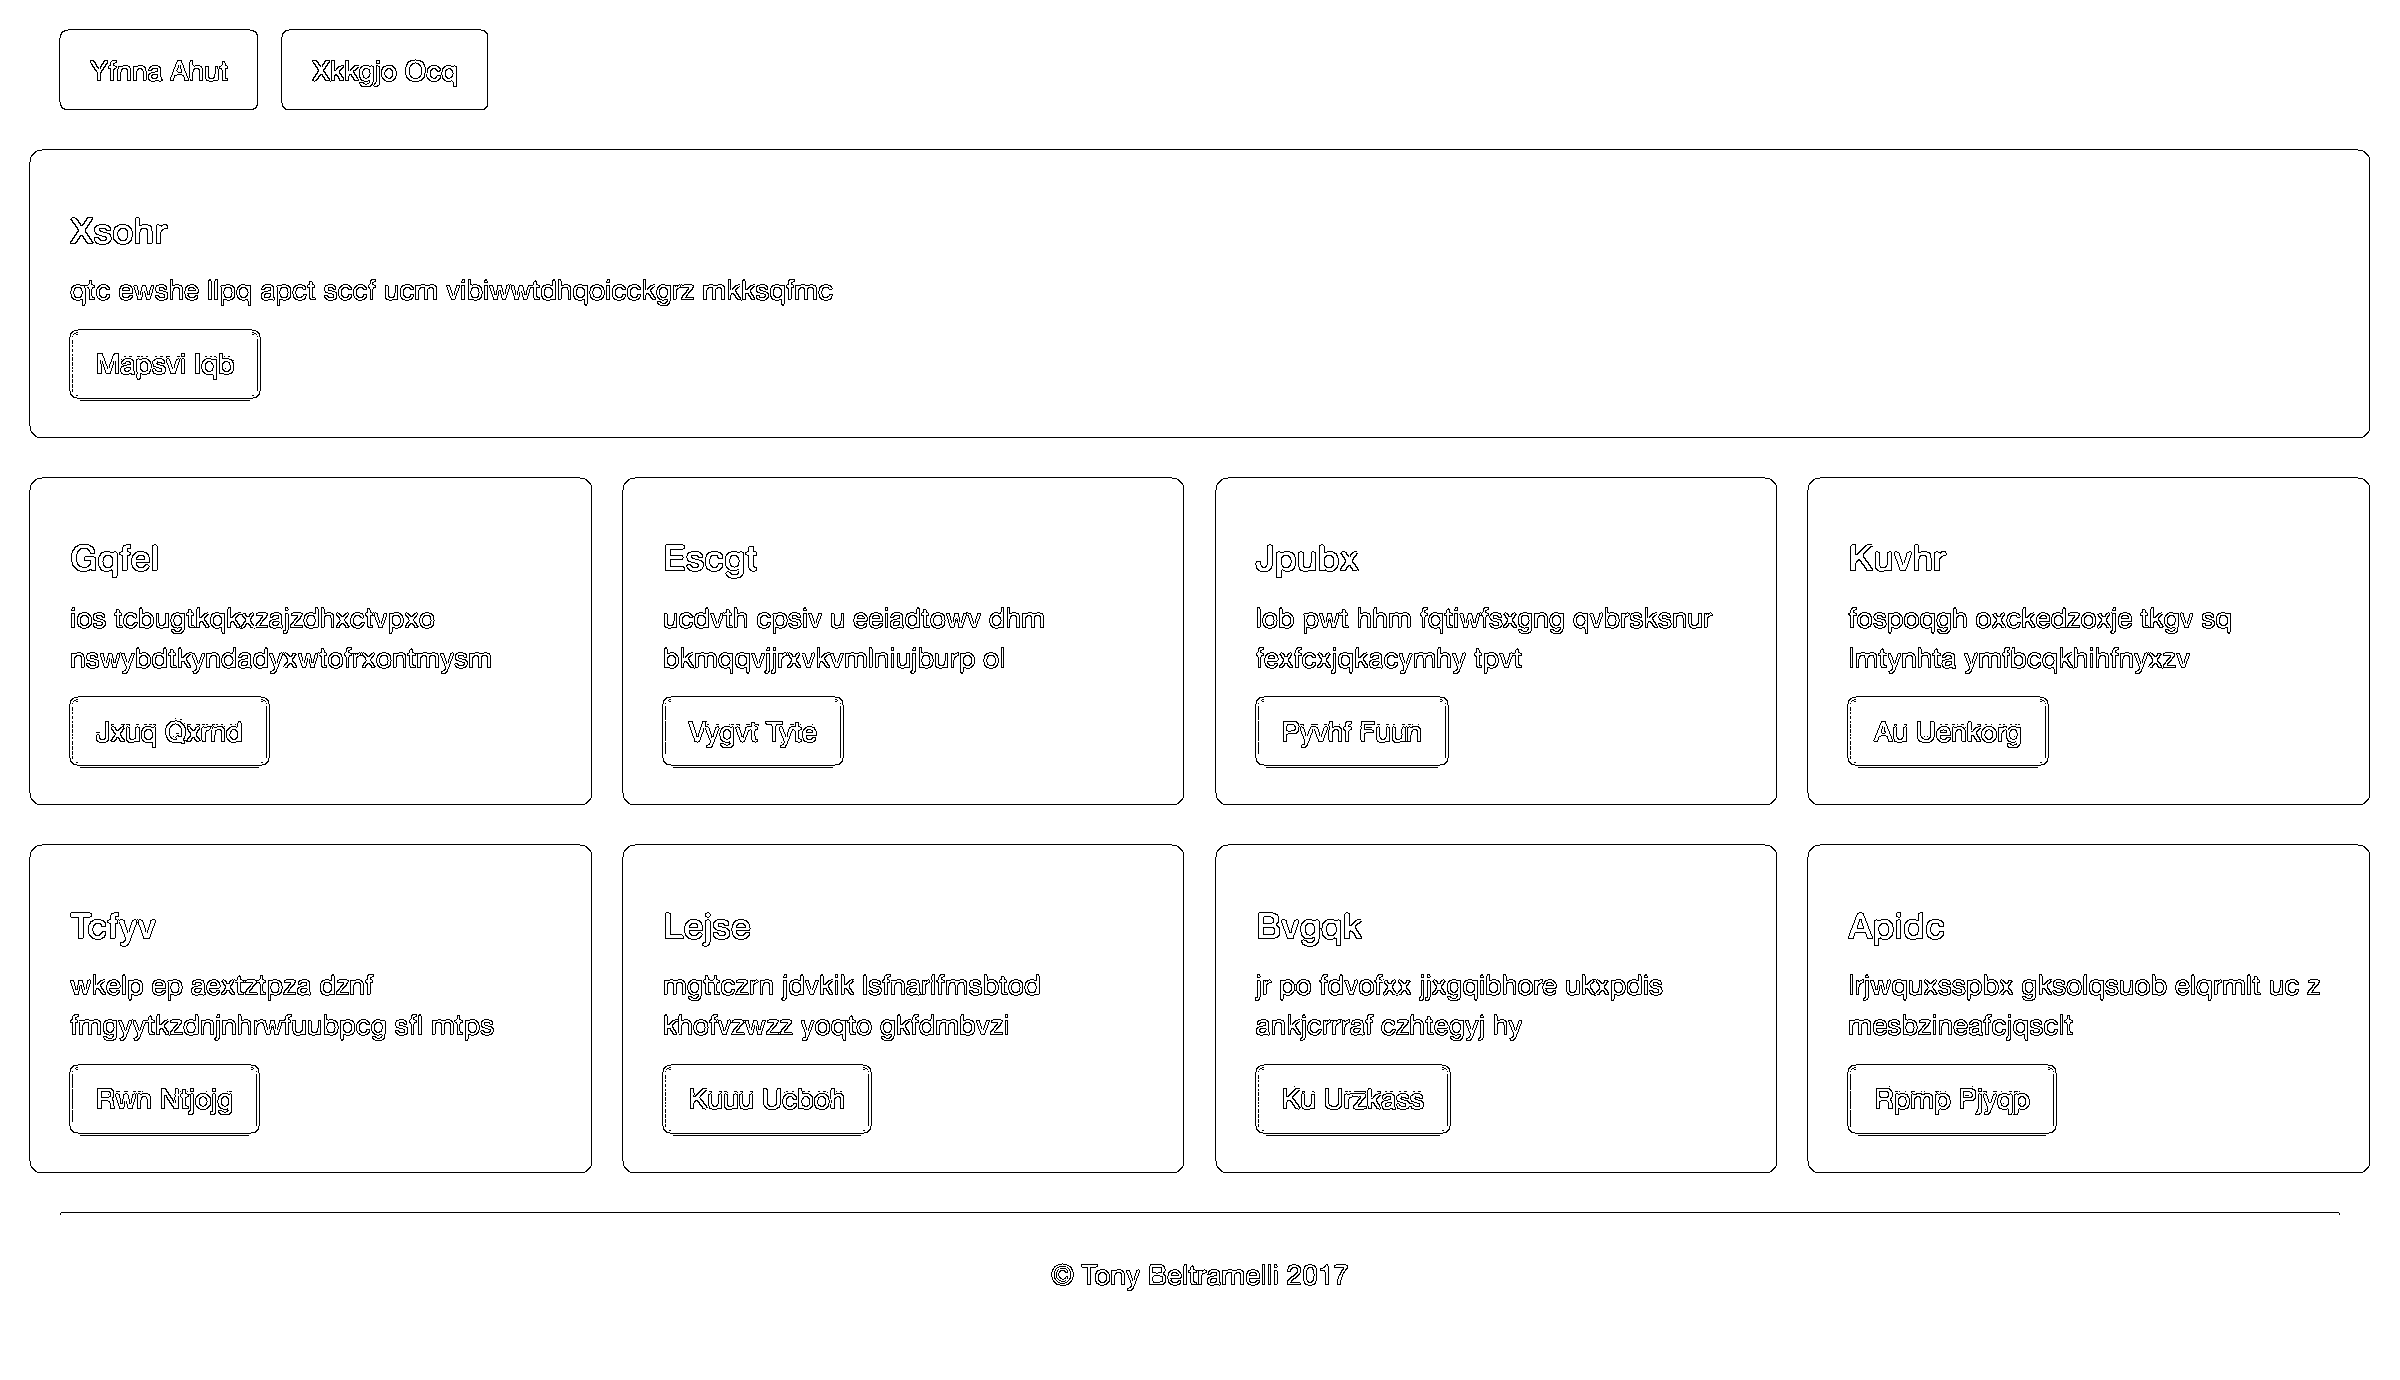 Yfnna Ahut
Xkkgjo Ocq
Xsohr
qtc ewshe llpq apct sccf ucm vibiwwtdhqoicckgrz mkksqfmc
Mapsvi Iqb
Gqfel
ios tcbugtkqkxzajzdhxctvpxo
nswybdtkyndadyxwtofrxontmysm
Jxuq Qxrnd
Escgt
ucdvth cpsiv u eeiadtowv dhm
bkmqqvjjrxvkvmlniujburp ol
Vygvt Tyte
Jpubx
lob pwt hhm fqtiwfsxgng qvbrsksnur
fexfcxjqkacymhy tpvt
Pyvhf Fuun
Kuvhr
fospoqgh oxckedzoxje tkgv sq
lmtynhta ymfbcqkhihfnyxzv
Au Uenkorg
Tcfyv
wkelp ep aextztpza dznf
fmgyytkzdnjnhrwfuubpcg sfl mtps
Rwn Ntjojg
Lejse
mgttczrn jdvkik lsfnarlfmsbtod
khofvzwzz yoqto gkfdmbvzi
Kuuu Ucboh
Bvgqk
jr po fdvofxx jjxgqibhore ukxpdis
ankjcrrraf czhtegyj hy
Ku Urzkass
Apidc
lrjwquxsspbx gksolqsuob elqrmlt uc z
mesbzineafcjqsclt
Rpmp Pjyqp
© Tony Beltramelli 2017